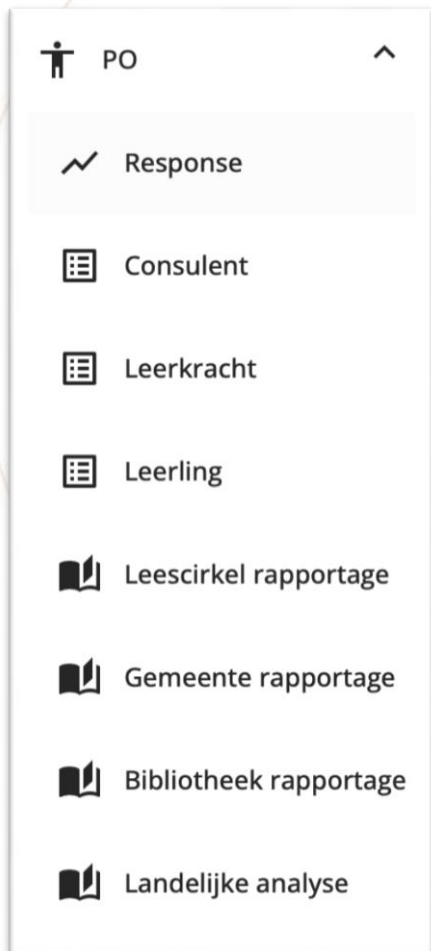 PO
Response
Consulent
Leerkracht
Leerling
Leescirkel rapportage
Gemeente rapportage
Bibliotheek rapportage
Landelijke analyse